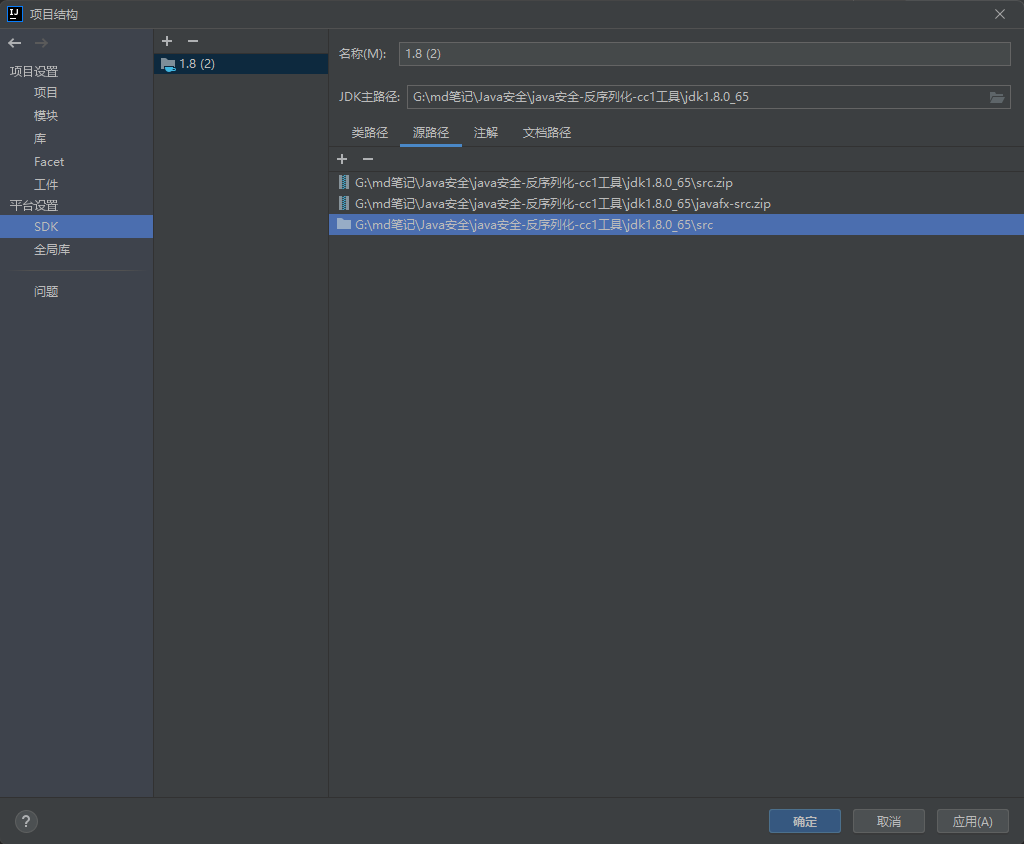 项目结构
项目设置
项目
模块
库
Facet
工件
平台设置
SDK
全局库
问题
1.8 (2)
名称(M): 1.8 (2)
JDK主路径: G:\md笔记\Java安全\java安全-反序列化-cc1工具\jdk1.8.0_65
类路径 源路径 注解 文档路径
G:\md笔记\Java安全\java安全-反序列化-cc1工具\jdk1.8.0_65\src.zip
G:\md笔记\Java安全\java安全-反序列化-cc1工具\jdk1.8.0_65\javafx-src.zip
G:\md笔记\Java安全\java安全-反序列化-cc1工具\jdk1.8.0_65\src
? 确定 取消 应用(A)